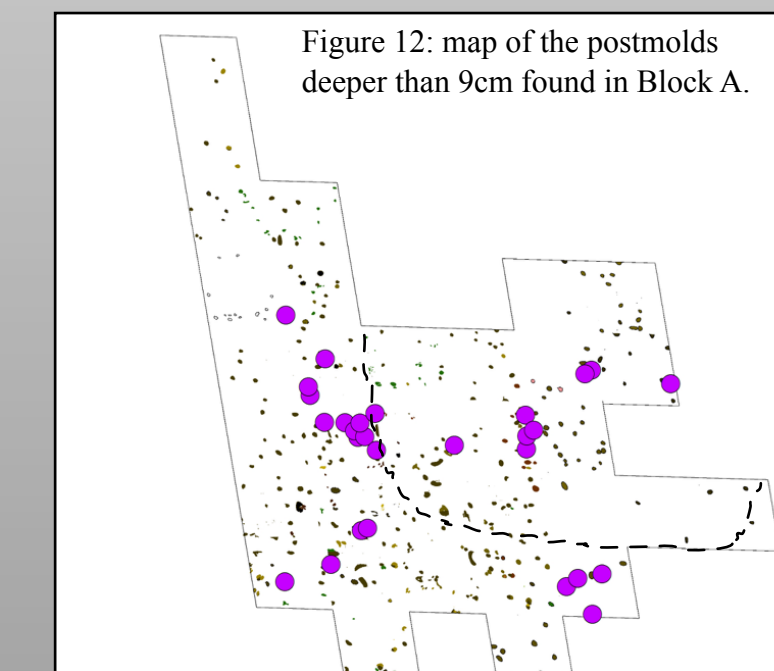 Figure 12: map of the postmolds
deeper than 9cm found in Block A.